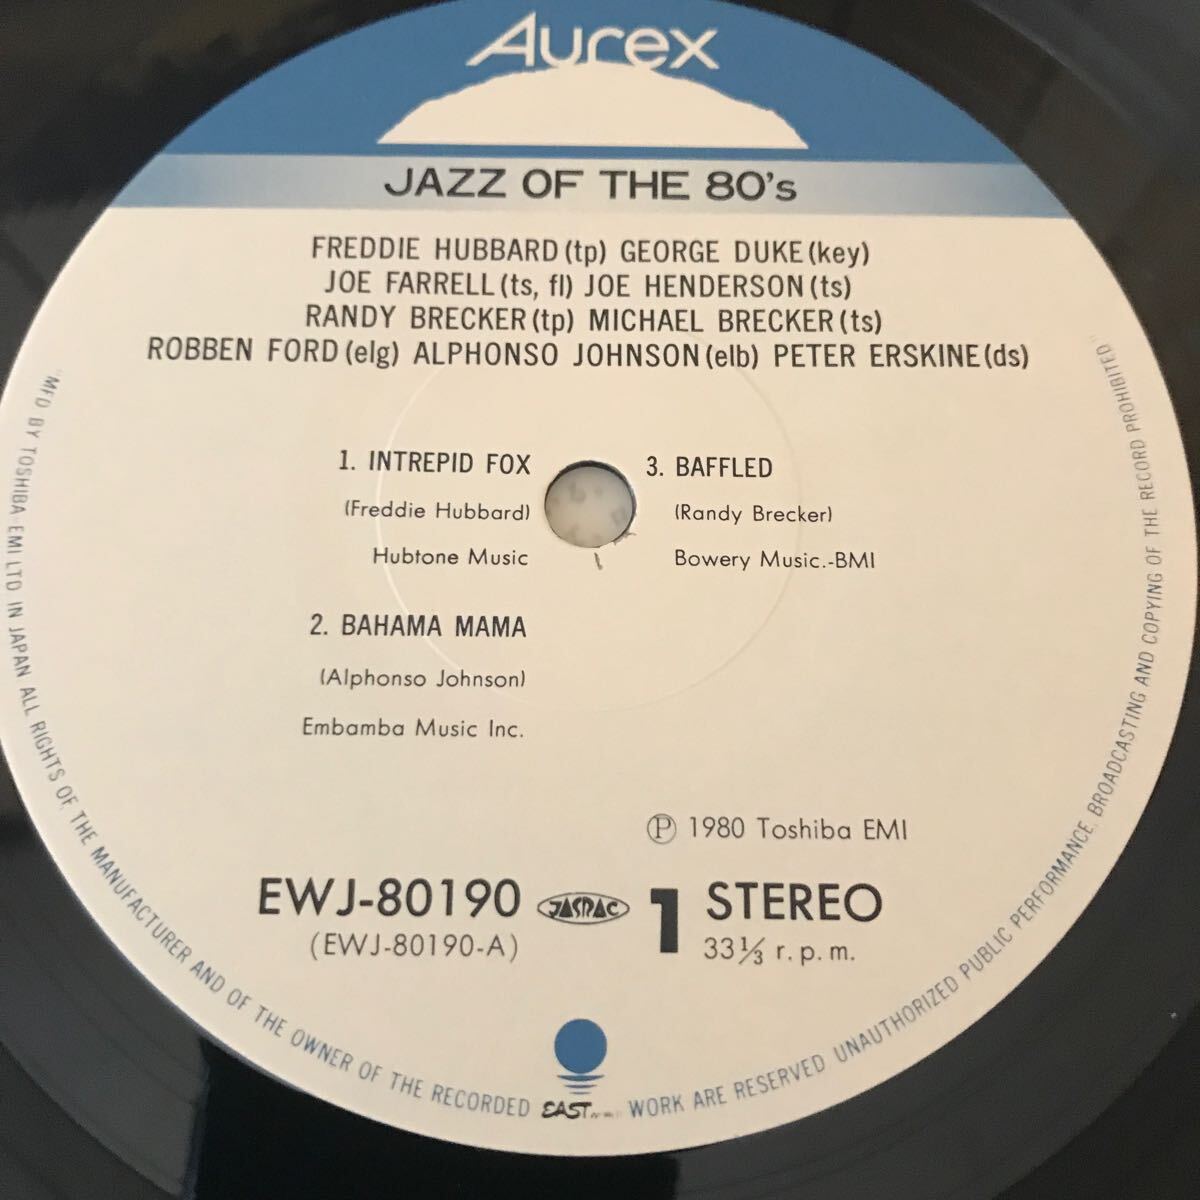 Aurex
JAZZ OF THE 80's
FREDDIE HUBBARD (tp) GEORGE DUKE (key)
JOE FARRELL (ts, fl) JOE HENDERSON (ts)
RANDY BRECKER (tp) MICHAEL BRECKER (ts)
ROBBEN FORD (elg) ALPHONSO JOHNSON (elb) PETER ERSKINE (ds)
1. INTREPID FOX
(Freddie Hubbard)
Hubtone Music
2. BAHAMA MAMA
(Alphonso Johnson)
Embamba Music Inc.
3. BAFFLED
(Randy Brecker)
Bowery Music.-BMI
Ⓟ 1980 Toshiba EMI
EWJ-80190 JASRAC 1 STEREO
(EWJ-80190-A) 33⅓ r.p.m.
EAST
"MFD BY TOSHIBA-EMI LTD IN JAPAN ALL RIGHTS OF THE MANUFACTURER AND OF THE OWNER OF THE RECORDED WORK ARE RESERVED UNAUTHORIZED PUBLIC PERFORMANCE, BROADCASTING AND COPYING OF THE RECORD PROHIBITED"